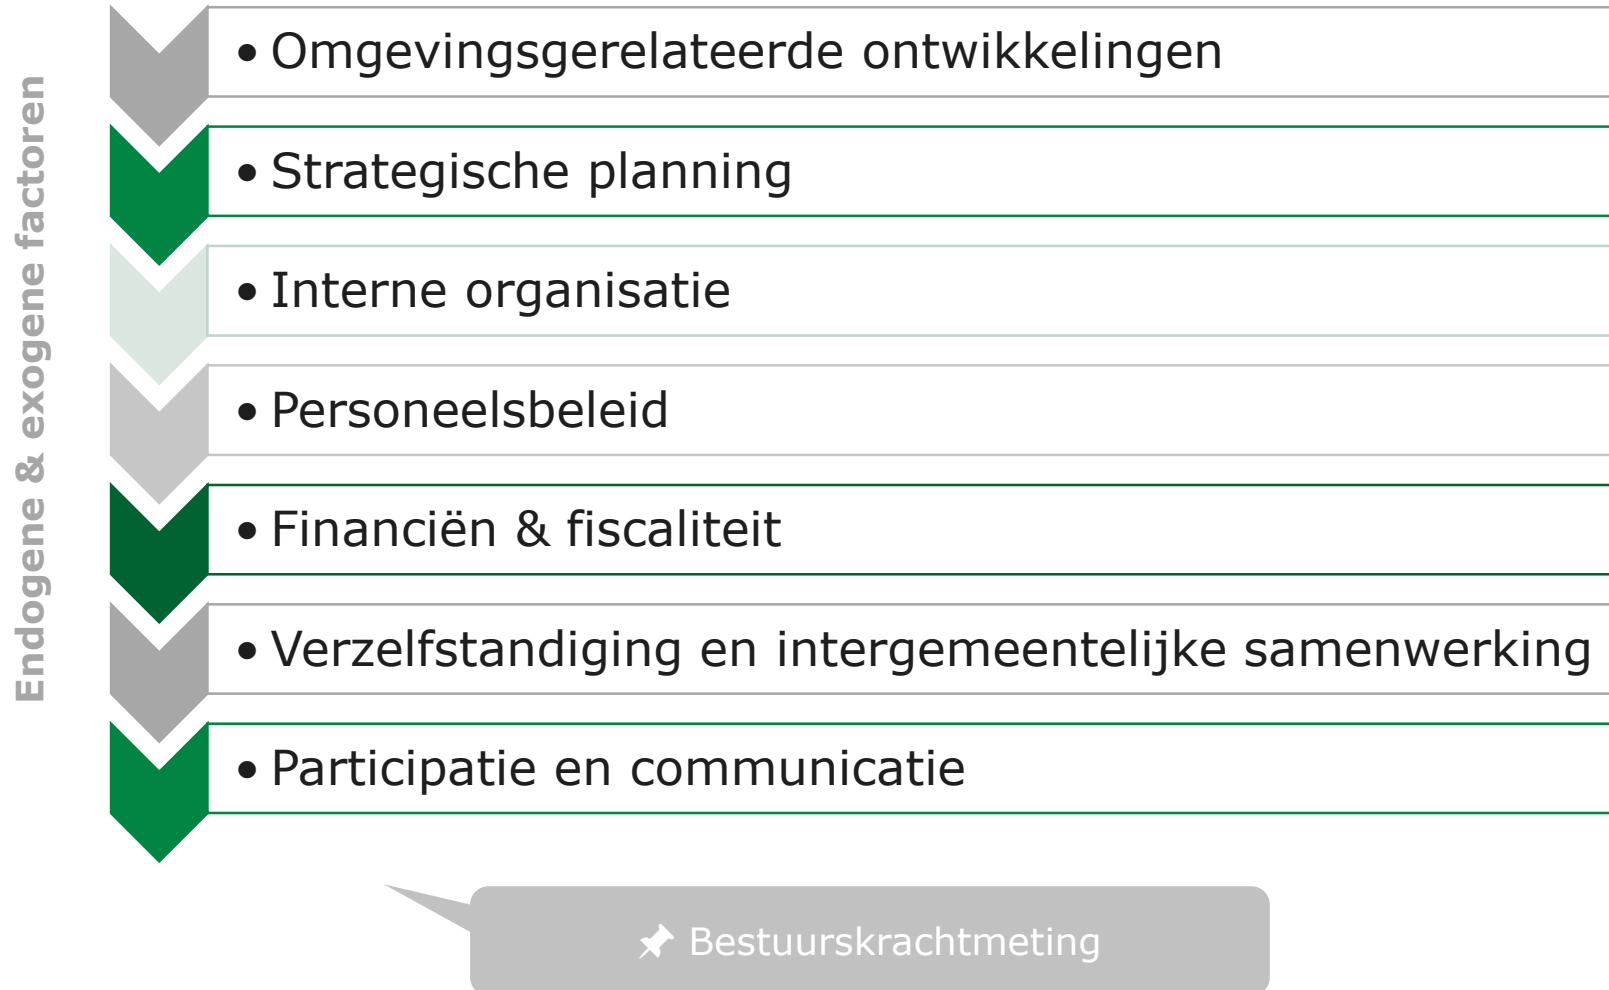 Endogene & exogene factoren
• Omgevingsgerelateerde ontwikkelingen
• Strategische planning
• Interne organisatie
• Personeelsbeleid
• Financiën & fiscaliteit
• Verzelfstandiging en intergemeentelijke samenwerking
• Participatie en communicatie
Bestuurskrachtmeting